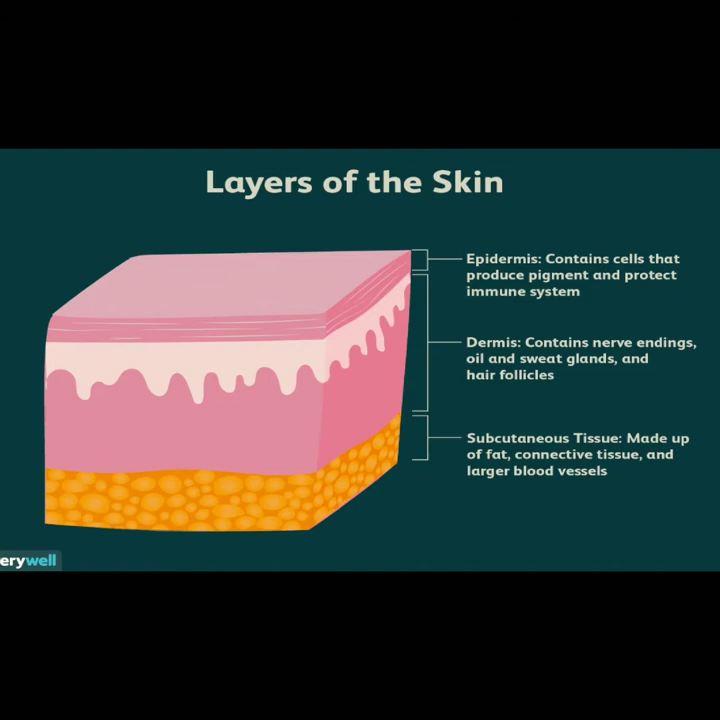 Layers of the Skin
Epidermis: Contains cells that
produce pigment and protect
immune system
Dermis: Contains nerve endings,
oil and sweat glands, and
hair follicles
Subcutaneous Tissue: Made up
of fat, connective tissue, and
larger blood vessels
erywell